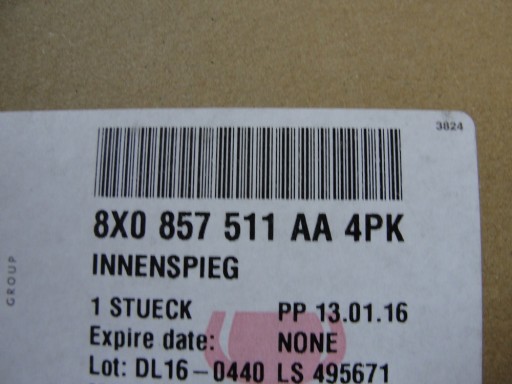 3824
8X0 857 511 AA 4PK
INNENSPIEG
1 STUECK PP 13.01.16
Expire date: NONE
Lot: DL16-0440 LS 495671
GROUP